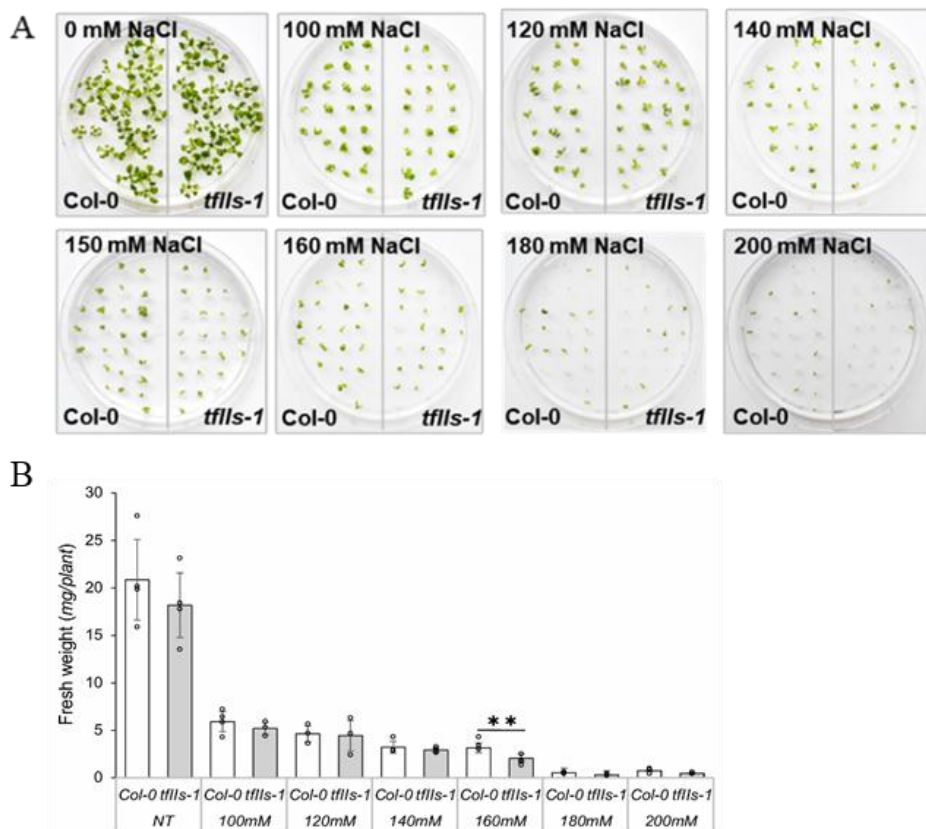 A
0 mM NaCl
100 mM NaCl
120 mM NaCl
140 mM NaCl
Col-0 tfIIs-1
Col-0 tfIIs-1
Col-0 tfIIs-1
Col-0 tfIIs-1
150 mM NaCl
160 mM NaCl
180 mM NaCl
200 mM NaCl
Col-0 tfIIs-1
Col-0 tfIIs-1
Col-0 tfIIs-1
Col-0 tfIIs-1
B
Fresh weight (mg/plant)
30
25
20
15
10
5
0
**
Col-0 tfIIs-1 Col-0 tfIIs-1 Col-0 tfIIs-1 Col-0 tfIIs-1 Col-0 tfIIs-1 Col-0 tfIIs-1 Col-0 tfIIs-1
NT 100mM 120mM 140mM 160mM 180mM 200mM